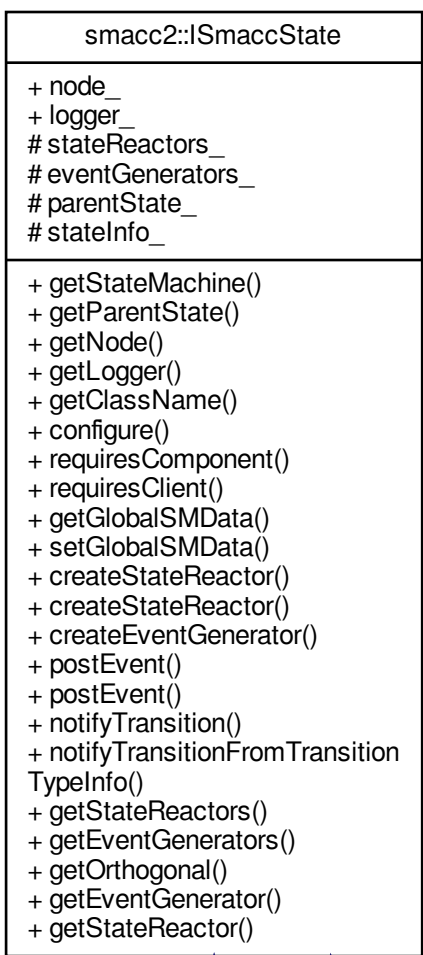 smacc2::ISmaccState
+ node_
+ logger_
# stateReactors_
# eventGenerators_
# parentState_
# stateInfo_
+ getStateMachine()
+ getParentState()
+ getNode()
+ getLogger()
+ getClassName()
+ configure()
+ requiresComponent()
+ requiresClient()
+ getGlobalSMData()
+ setGlobalSMData()
+ createStateReactor()
+ createStateReactor()
+ createEventGenerator()
+ postEvent()
+ postEvent()
+ notifyTransition()
+ notifyTransitionFromTransition
TypeInfo()
+ getStateReactors()
+ getEventGenerators()
+ getOrthogonal()
+ getEventGenerator()
+ getStateReactor()